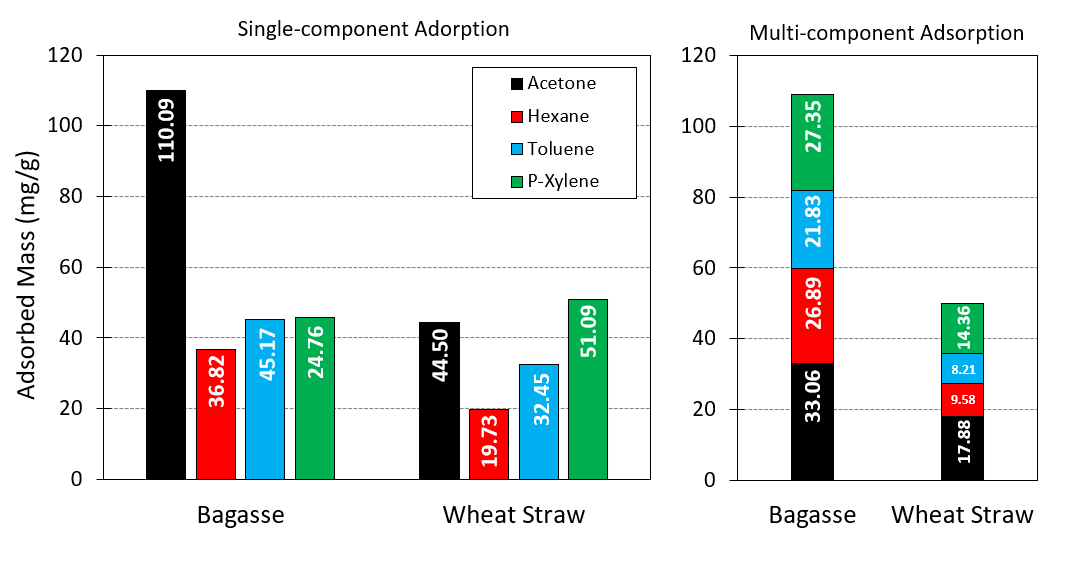 Single-component Adorption
Multi-component Adsorption
Adsorbed Mass (mg/g)
120
100
80
60
40
20
0
Acetone
Hexane
Toluene
P-Xylene
110.09
36.82
45.17
24.76
44.50
19.73
32.45
51.09
Bagasse
Wheat Straw
120
100
80
60
40
20
0
27.35
21.83
26.89
33.06
14.36
8.21
9.58
17.88
Bagasse
Wheat Straw